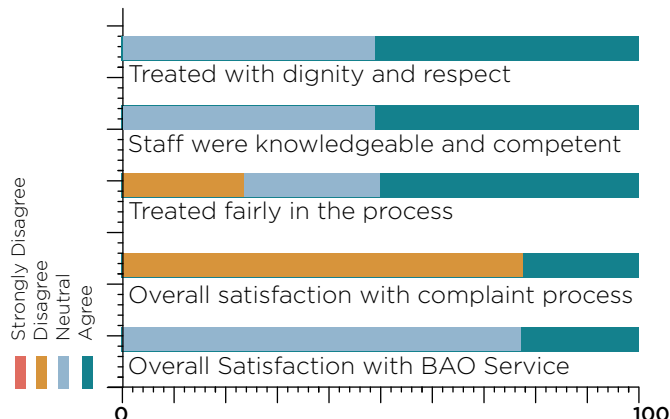 Treated with dignity and respect
Staff were knowledgeable and competent
Treated fairly in the process
Overall satisfaction with complaint process
Overall Satisfaction with BAO Service
Strongly Disagree
Disagree
Neutral
Agree
0
100